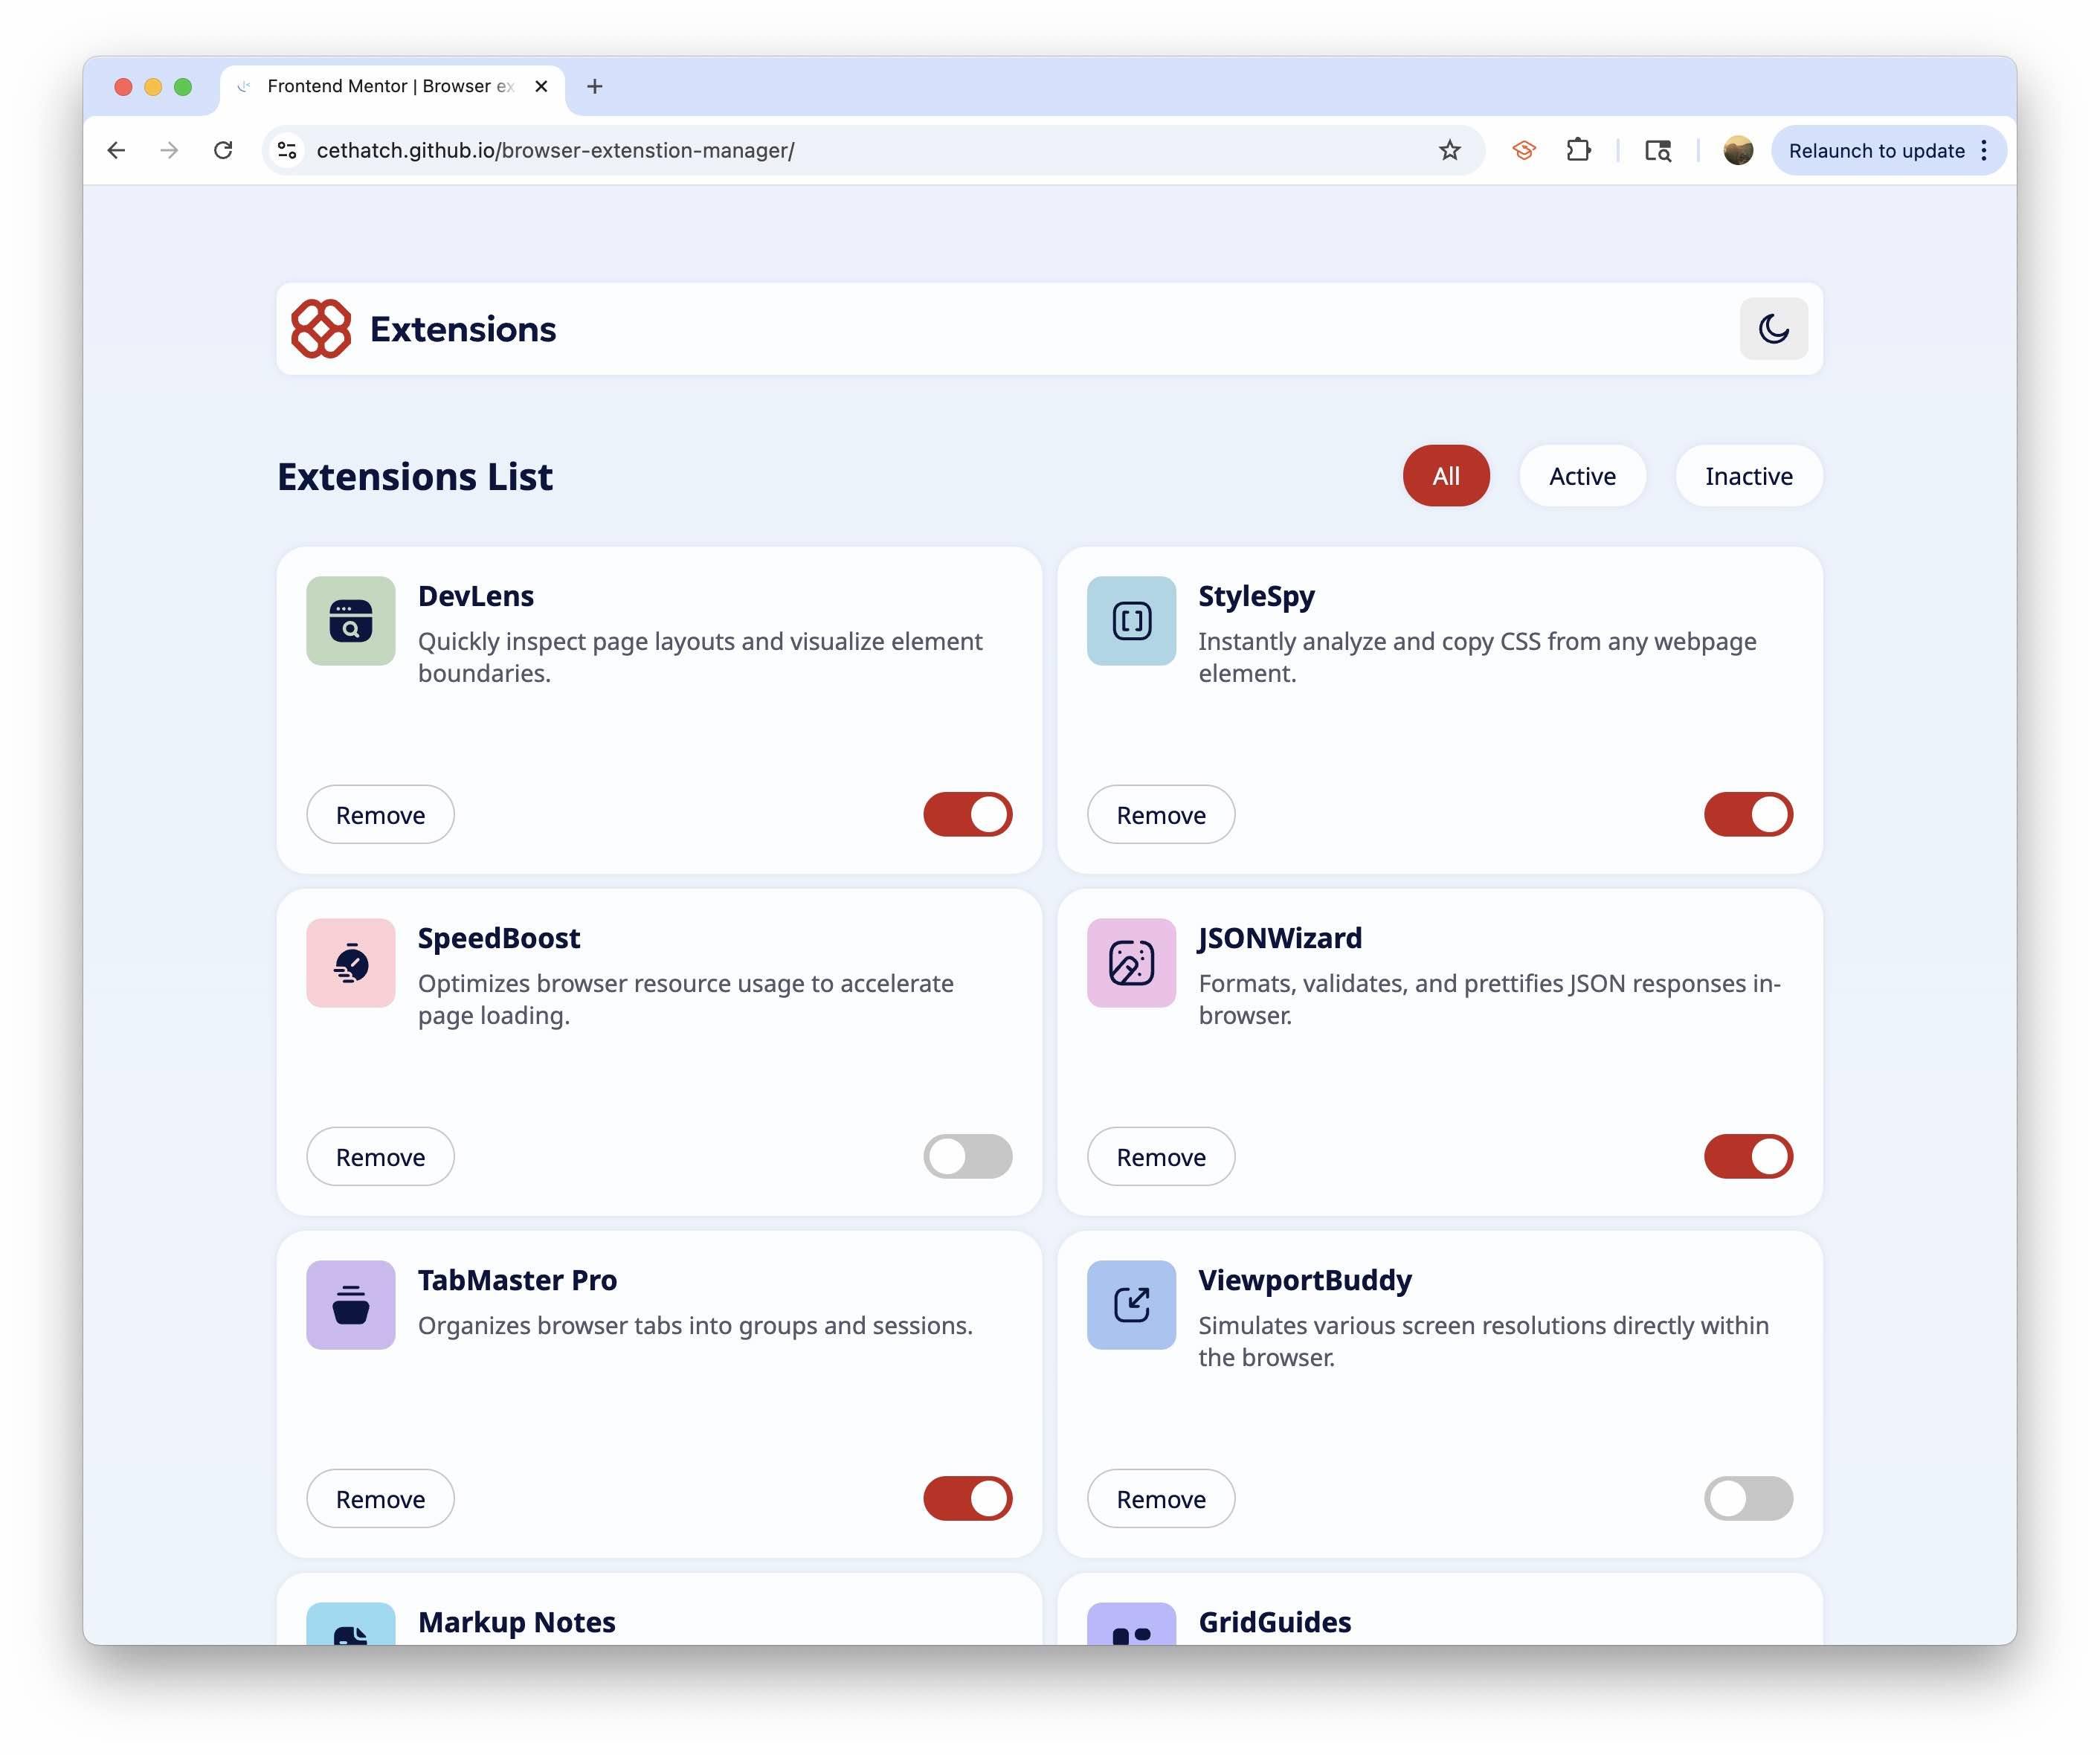 Frontend Mentor | Browser ex
cethatch.github.io/browser-extenstion-manager/
Relaunch to update
Extensions
Extensions List
All
Active
Inactive
DevLens
Quickly inspect page layouts and visualize element
boundaries.
Remove
StyleSpy
Instantly analyze and copy CSS from any webpage
element.
Remove
SpeedBoost
Optimizes browser resource usage to accelerate
page loading.
Remove
JSONWizard
Formats, validates, and prettifies JSON responses in-
browser.
Remove
TabMaster Pro
Organizes browser tabs into groups and sessions.
Remove
ViewportBuddy
Simulates various screen resolutions directly within
the browser.
Remove
Markup Notes
GridGuides